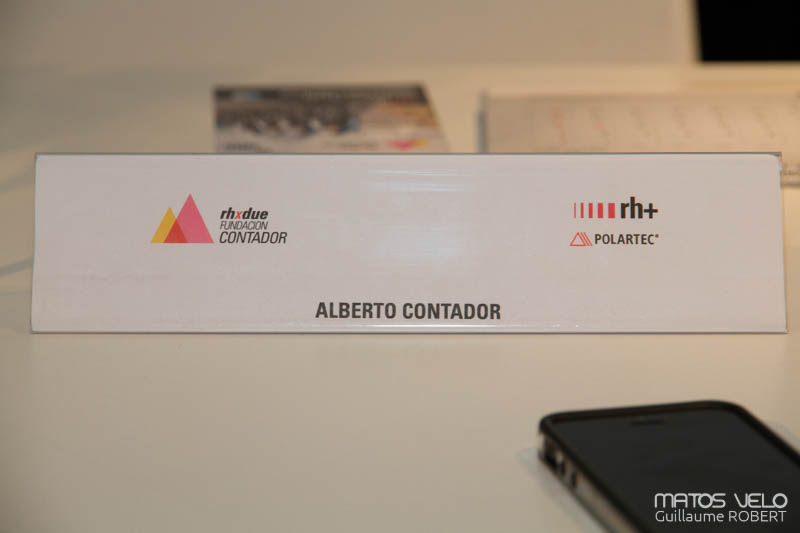 rhxdue
FUNDACION
CONTADOR
rh+
POLARTEC®
ALBERTO CONTADOR
MATOS VELO
Guillaume ROBERT